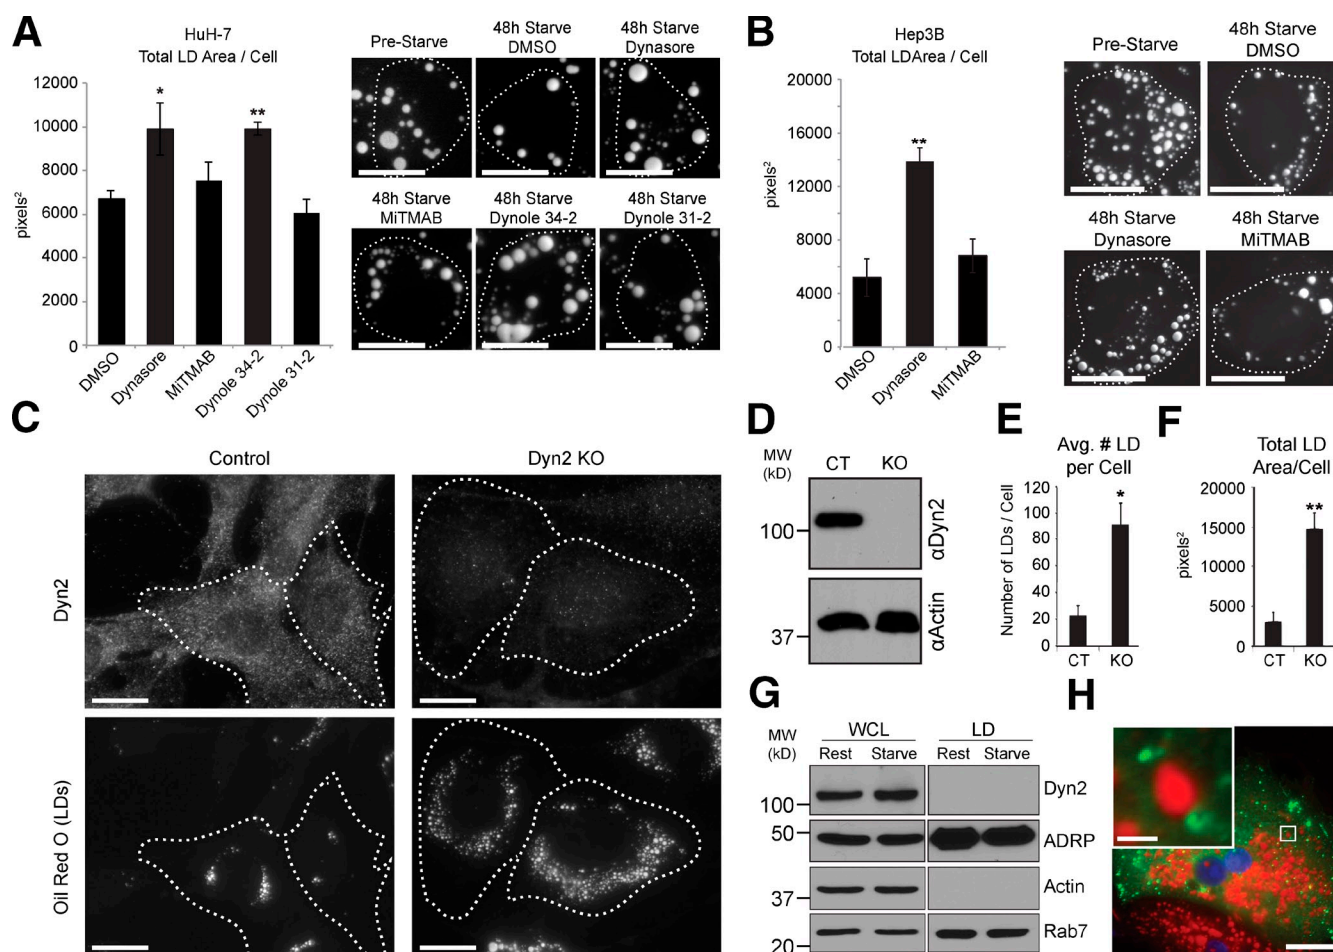 A
HuH-7
Total LD Area / Cell
pixels²
12000
10000
8000
6000
4000
2000
0
*
**
DMSO
Dynasore
MiTMAB
Dynole 34-2
Dynole 31-2
Pre-Starve
48h Starve
DMSO
48h Starve
Dynasore
48h Starve
MiTMAB
48h Starve
Dynole 34-2
48h Starve
Dynole 31-2
B
Hep3B
Total LDArea / Cell
pixels²
20000
16000
12000
8000
4000
0
**
DMSO
Dynasore
MiTMAB
Pre-Starve
48h Starve
DMSO
48h Starve
Dynasore
48h Starve
MiTMAB
C
Control
Dyn2 KO
Dyn2
Oil Red O (LDs)
D
MW
(kD)
CT KO
100
37
αDyn2
αActin
E
Avg. # LD
per Cell
Number of LDs / Cell
120
100
80
60
40
20
0
*
CT KO
F
Total LD
Area/Cell
pixels²
20000
15000
10000
5000
0
**
CT KO
G
MW
(kD)
WCL LD
Rest Starve Rest Starve
100
50
37
20
Dyn2
ADRP
Actin
Rab7
H